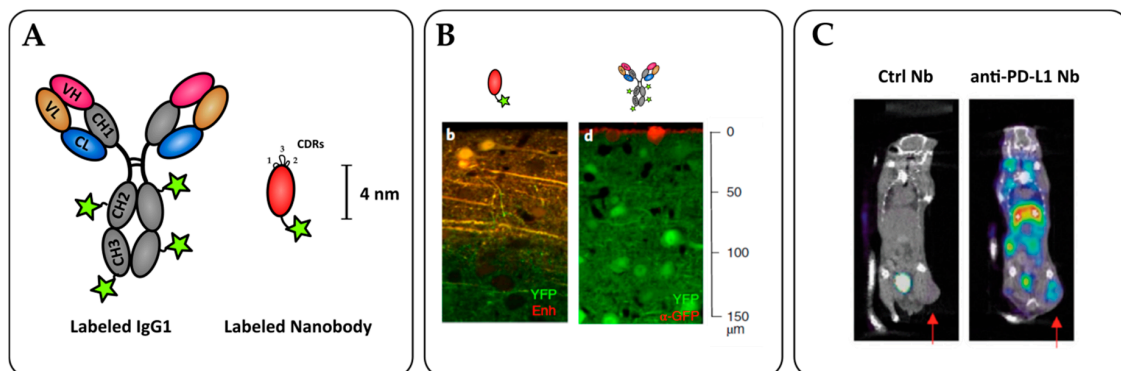 A
VH
VL
CH1
CL
CH2
CH3
Labeled IgG1
CDRs
1 3 2
4 nm
Labeled Nanobody
B
b
YFP
Enh
d
YFP
α-GFP
0
50
100
150
μm
C
Ctrl Nb
anti-PD-L1 Nb